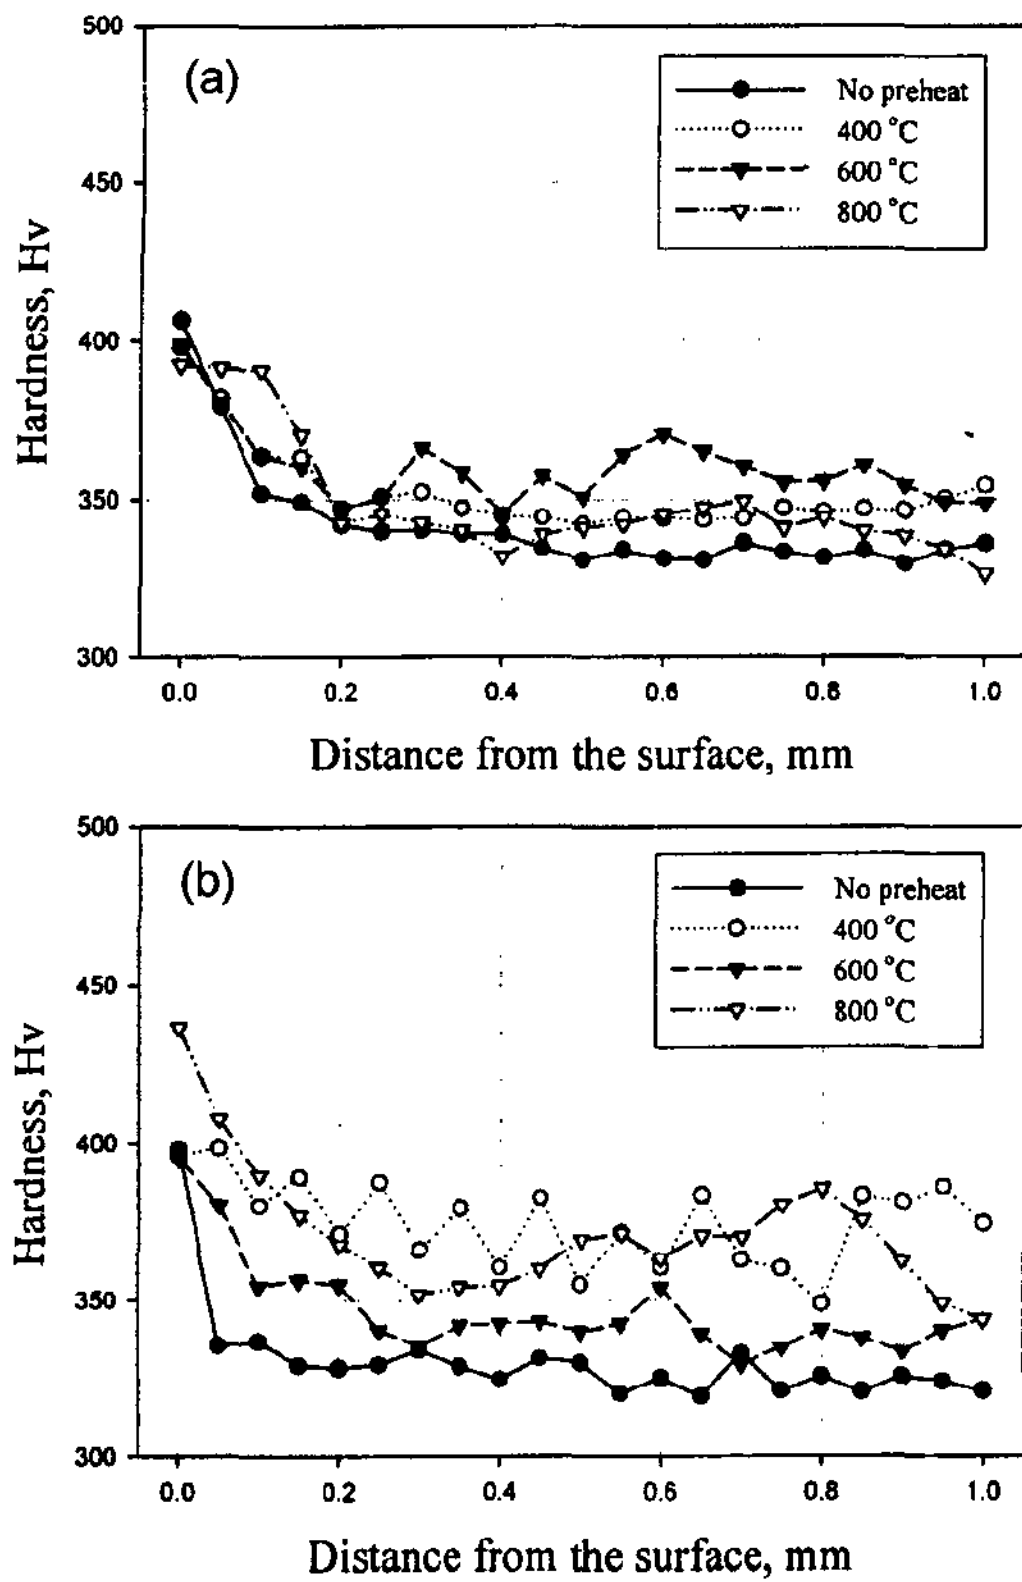 500
(a)
No preheat
400 °C
600 °C
800 °C
450
400
350
300
Hardness, Hv
0.0 0.2 0.4 0.6 0.8 1.0
Distance from the surface, mm
500
(b)
No preheat
400 °C
600 °C
800 °C
450
400
350
300
Hardness, Hv
0.0 0.2 0.4 0.6 0.8 1.0
Distance from the surface, mm